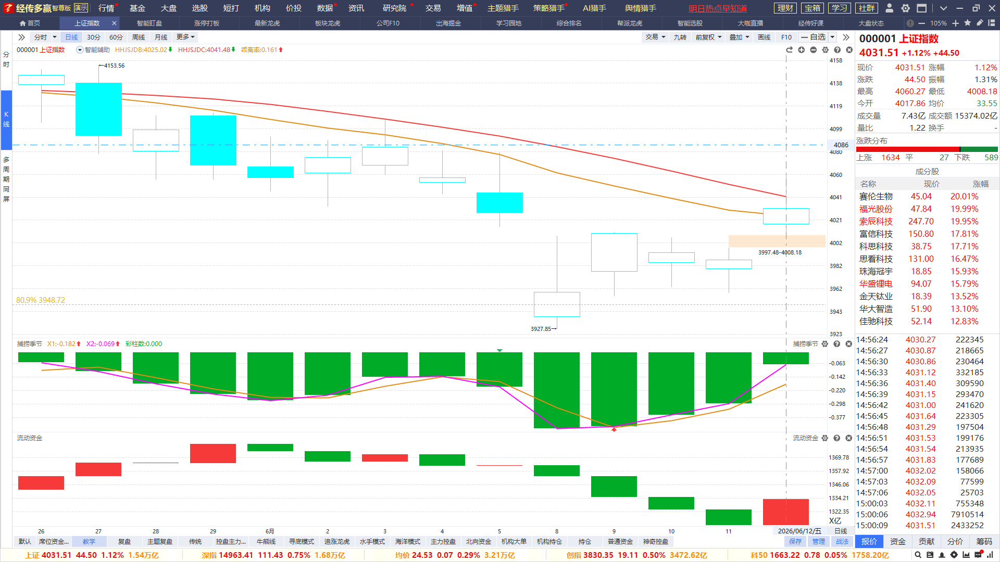 经传多赢 智尊版 演示 行情 基金 大盘 选股 短打 机构 价投 数据 资讯 研究院 交易 增值 主题猎手 策略猎手 AI猎手 舆情猎手 明日热点早知道 理财 宝箱 学习 社群
首页 上证指数 智能盯盘 涨停打板 最新龙虎 板块龙虎 公司F10 出海掘金 学习园地 综合排名 帮派龙虎 智能选股 大咖直播 经传好课 大盘状态 105%
分时 日线 30分 60分 周线 月线 更多 交易 九转 前复权 叠加 画线 F10 自选
000001 上证指数 智能辅助 HHJSJDB:4025.02 HHJSJDC:4041.48 乖离率:0.161
分时
K线
多周期同屏
4153.56
3927.85
3997.48-4008.18
80.9% 3948.72
4158
4138
4119
4099
4086
4080
4060
4041
4021
4002
3982
3962
3943
3923
捕捞季节 X1:-0.182 X2:-0.069 彩柱数:0.000 捕捞季节
-0.063
-0.142
-0.220
-0.298
-0.377
流动资金 流动资金
1369.78
1357.92
1346.06
1334.21
1322.35
X亿
26 27 28 29 6月 2 3 4 5 8 9 10 11 2026/06/12/五 日线
默认 席位资金... 教学 复盘 主题复盘 传统 控盘主力... 牛能线 寻底模式 追涨龙虎 水手模式 海洋模式 主力控盘 北向资金 机构大单 机构持仓 持仓 普通资金 神奇控盘 保存 管理 战法
000001 上证指数
4031.51 +1.12% +44.50
现价 4031.51 涨幅 1.12%
涨跌 44.50 振幅 1.31%
最高 4060.27 最低 4008.18
今开 4017.86 均价 33.55
成交量 7.43亿 成交额 15374.02亿
量比 1.22 换手 -
涨跌分布
上涨 1634 平 27 下跌 589
成分股
名称 现价 涨幅
赛伦生物 45.04 20.01%
福光股份 47.84 19.99%
索辰科技 247.70 19.95%
富信科技 150.80 17.81%
科思科技 38.75 17.71%
思看科技 131.00 16.47%
珠海冠宇 18.85 15.93%
华盛锂电 94.07 15.79%
金天钛业 18.39 13.52%
华大智造 51.90 13.10%
佳驰科技 52.14 12.83%
14:56:24 4030.27 222345
14:56:27 4030.87 218665
14:56:30 4030.86 230464
14:56:33 4031.12 332185
14:56:36 4031.40 309590
14:56:39 4031.15 293470
14:56:42 4031.00 241620
14:56:45 4031.64 223305
14:56:48 4031.29 197504
14:56:51 4031.53 199176
14:56:54 4031.54 213935
14:56:57 4031.83 177689
14:57:00 4032.02 158066
14:57:03 4032.09 77599
14:57:06 4032.05 25703
15:00:03 4032.11 755348
15:00:06 4032.94 7910514
15:00:09 4031.51 2433252
报价 资金 贡献 分价 筹码
上证 4031.51 44.50 1.12% 1.54万亿 深指 14963.41 111.43 0.75% 1.68万亿 均价 24.53 0.07 0.29% 3.21万亿 创指 3830.35 19.11 0.50% 3472.62亿 科50 1663.22 0.78 0.05% 1758.20亿